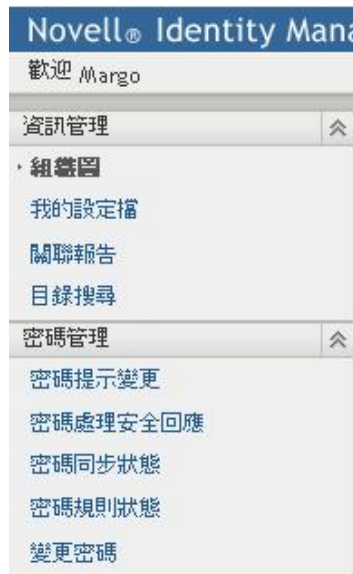 Novell® Identity Mana
歡迎 Margo
資訊管理
組織圖
我的設定檔
關聯報告
目錄搜尋
密碼管理
密碼提示變更
密碼處理安全回應
密碼同步狀態
密碼規則狀態
變更密碼